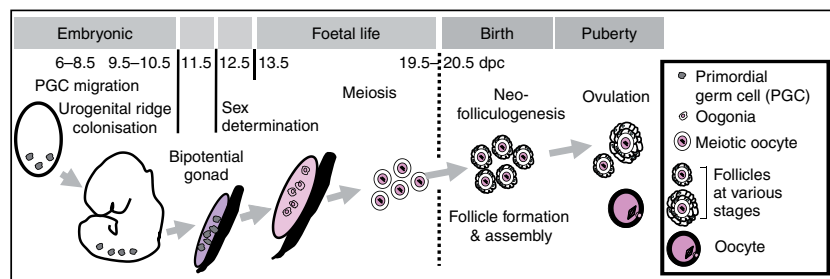 Embryonic
Foetal life
Birth
Puberty
6–8.5
9.5–10.5
11.5
12.5
13.5
19.5–
20.5 dpc
PGC migration
Urogenital ridge
colonisation
Sex
determination
Bipotential
gonad
Meiosis
Neo-
folliculogenesis
Follicle formation
& assembly
Ovulation
Primordial
germ cell (PGC)
Oogonia
Meiotic oocyte
Follicles
at various
stages
Oocyte